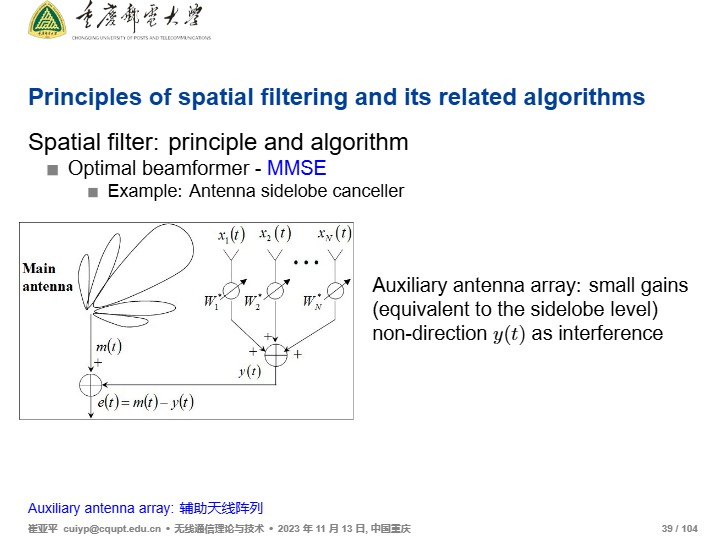 重庆邮电大学
CHONGQING UNIVERSITY OF POSTS AND TELECOMMUNICATIONS
Principles of spatial filtering and its related algorithms
Spatial filter: principle and algorithm
Optimal beamformer - MMSE
Example: Antenna sidelobe canceller
x₁(t) x₂(t) x_N(t)
Main
antenna
• • •
W₁* W₂* W_N*
m(t)
+
+
+ +
y(t)
e(t)=m(t)−y(t)
Auxiliary antenna array: small gains
(equivalent to the sidelobe level)
non-direction y(t) as interference
Auxiliary antenna array: 辅助天线阵列
崔亚平 cuiyp@cqupt.edu.cn • 无线通信理论与技术 • 2023 年 11 月 13 日, 中国重庆 39 / 104